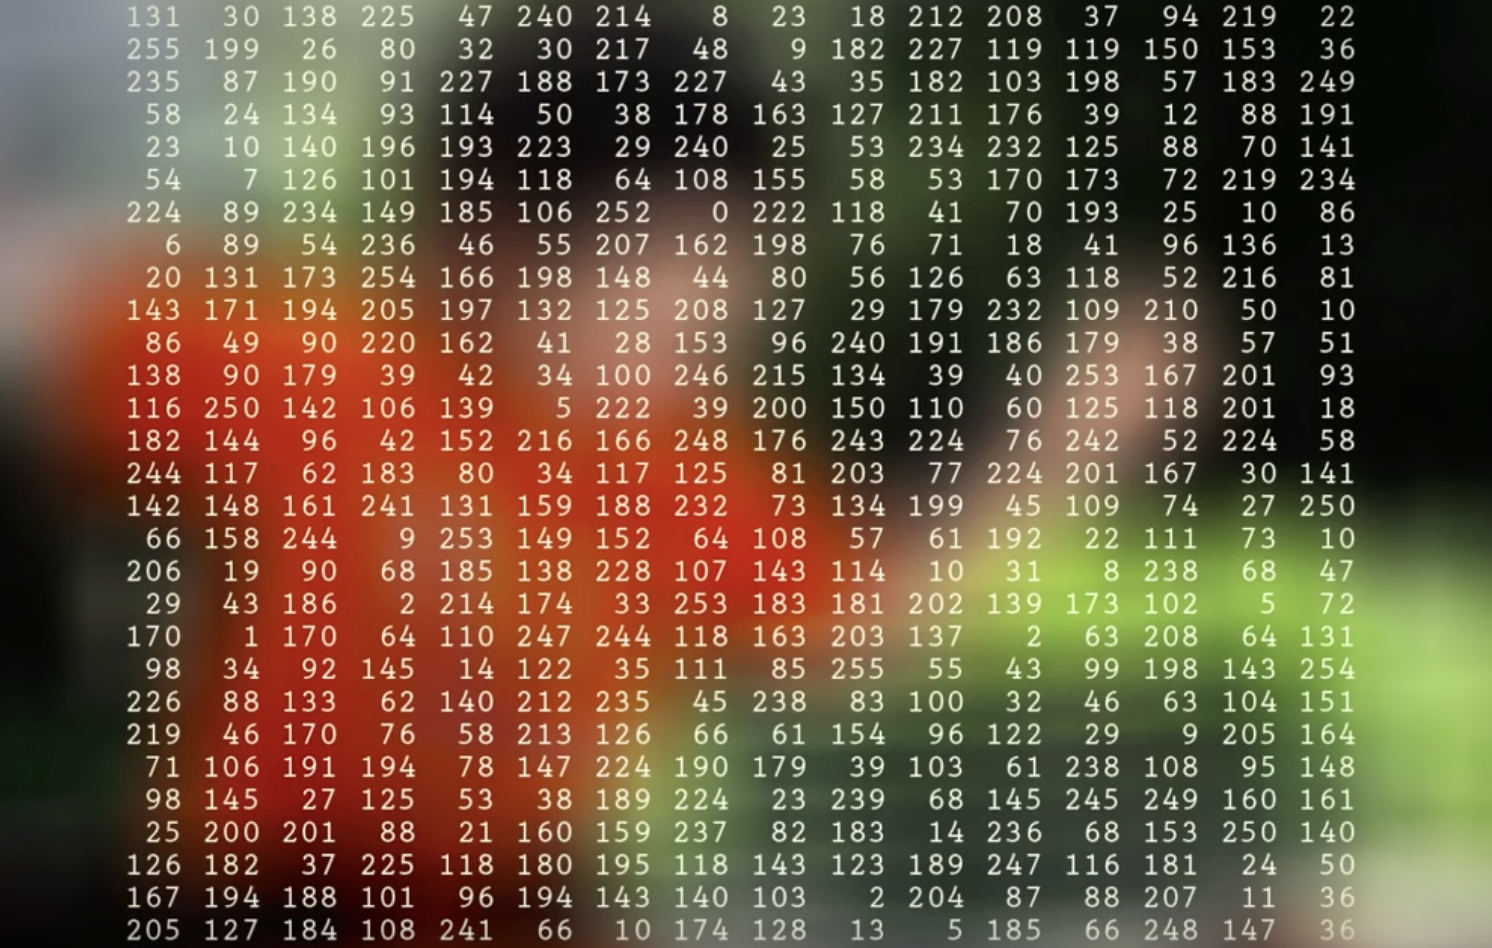 131 30 138 225 47 240 214 8 23 18 212 208 37 94 219 22
255 199 26 80 32 30 217 48 9 182 227 119 119 150 153 36
235 87 190 91 227 188 173 227 43 35 182 103 198 57 183 249
58 24 134 93 114 50 38 178 163 127 211 176 39 12 88 191
23 10 140 196 193 223 29 240 25 53 234 232 125 88 70 141
54 7 126 101 194 118 64 108 155 58 53 170 173 72 219 234
224 89 234 149 185 106 252 0 222 118 41 70 193 25 10 86
6 89 54 236 46 55 207 162 198 76 71 18 41 96 136 13
20 131 173 254 166 198 148 44 80 56 126 63 118 52 216 81
143 171 194 205 197 132 125 208 127 29 179 232 109 210 50 10
86 49 90 220 162 41 28 153 96 240 191 186 179 38 57 51
138 90 179 39 42 34 100 246 215 134 39 40 253 167 201 93
116 250 142 106 139 5 222 39 200 150 110 60 125 118 201 18
182 144 96 42 152 216 166 248 176 243 224 76 242 52 224 58
244 117 62 183 80 34 117 125 81 203 77 224 201 167 30 141
142 148 161 241 131 159 188 232 73 134 199 45 109 74 27 250
66 158 244 9 253 149 152 64 108 57 61 192 22 111 73 10
206 19 90 68 185 138 228 107 143 114 10 31 8 238 68 47
29 43 186 2 214 174 33 253 183 181 202 139 173 102 5 72
170 1 170 64 110 247 244 118 163 203 137 2 63 208 64 131
98 34 92 145 14 122 35 111 85 255 55 43 99 198 143 254
226 88 133 62 140 212 235 45 238 83 100 32 46 63 104 151
219 46 170 76 58 213 126 66 61 154 96 122 29 9 205 164
71 106 191 194 78 147 224 190 179 39 103 61 238 108 95 148
98 145 27 125 53 38 189 224 23 239 68 145 245 249 160 161
25 200 201 88 21 160 159 237 82 183 14 236 68 153 250 140
126 182 37 225 118 180 195 118 143 123 189 247 116 181 24 50
167 194 188 101 96 194 143 140 103 2 204 87 88 207 11 36
205 127 184 108 241 66 10 174 128 13 5 185 66 248 147 36